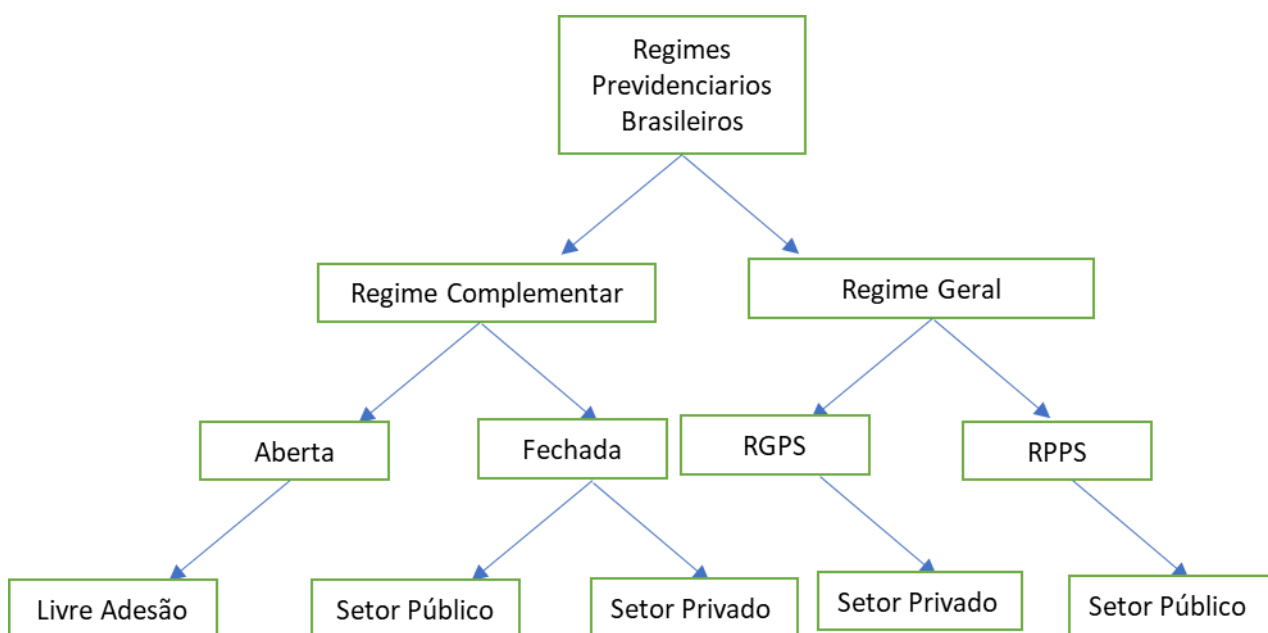 Regimes
Previdenciarios
Brasileiros
Regime Complementar
Regime Geral
Aberta
Fechada
RGPS
RPPS
Livre Adesão
Setor Público
Setor Privado
Setor Privado
Setor Público